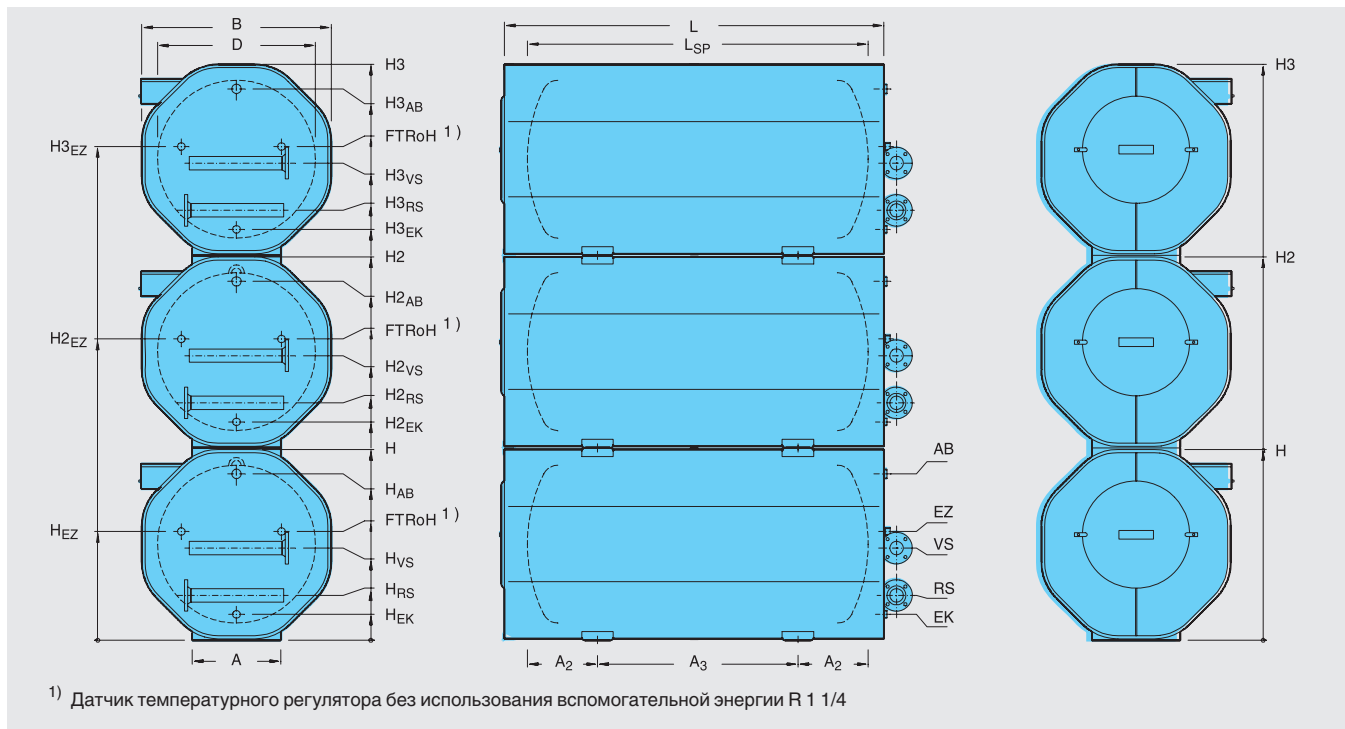 B
D
H3
H3AB
FTRoH 1)
H3EZ
H3VS
H3RS
H3EK
H2
H2AB
FTRoH 1)
H2EZ
H2VS
H2RS
H2EK
H
HAB
FTRoH 1)
HEZ
HVS
HRS
HEK
A
L
LSP
AB
EZ
VS
RS
EK
A2
A3
A2
H3
H2
H
1) Датчик температурного регулятора без использования вспомогательной энергии R 1 1/4